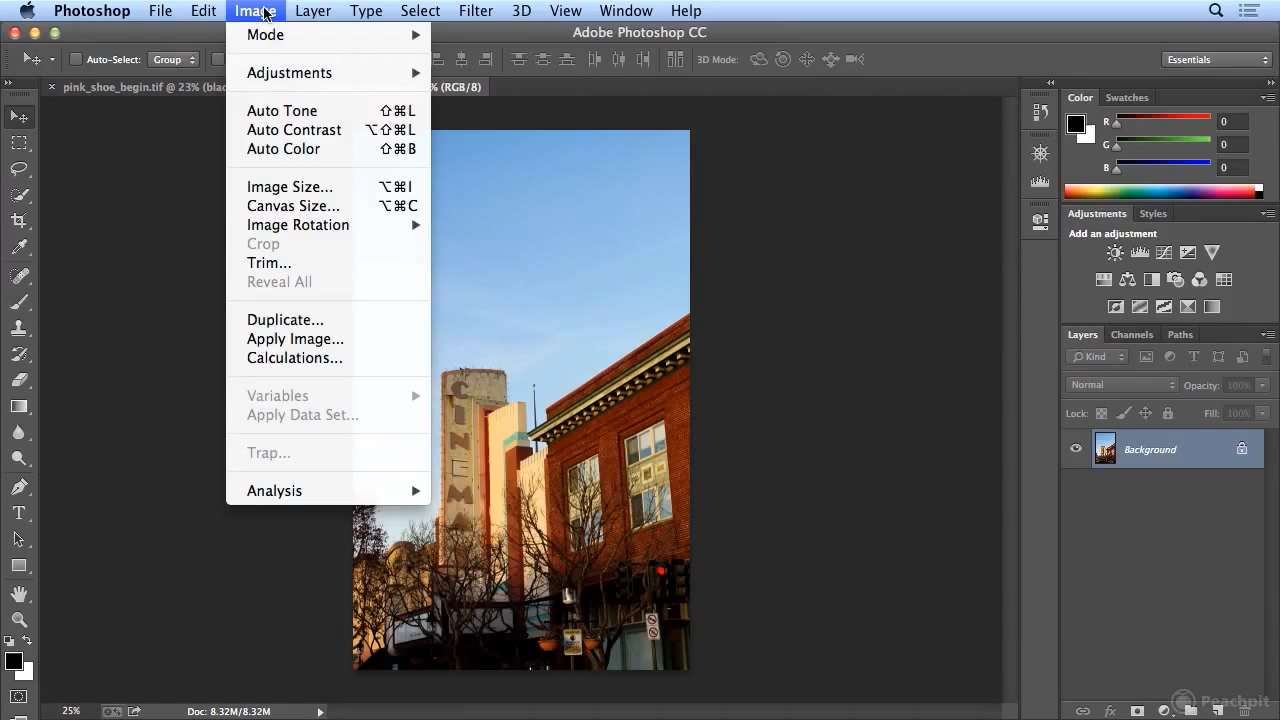 Photoshop File Edit Image Layer Type Select Filter 3D View Window Help
Adobe Photoshop CC
Auto-Select: Group 3D Mode: Essentials
× pink_shoe_begin.tif @ 23% (blac % (RGB/8)
Mode
Adjustments
Auto Tone ⇧⌘L
Auto Contrast ⌥⇧⌘L
Auto Color ⇧⌘B
Image Size... ⌥⌘I
Canvas Size... ⌥⌘C
Image Rotation
Crop
Trim...
Reveal All
Duplicate...
Apply Image...
Calculations...
Variables
Apply Data Set...
Trap...
Analysis
CINEMA
Color Swatches
R 0
G 0
B 0
Adjustments Styles
Add an adjustment
Layers Channels Paths
Kind
Normal Opacity: 100%
Lock: Fill: 100%
Background
25% Doc: 8.32M/8.32M
Peachpit